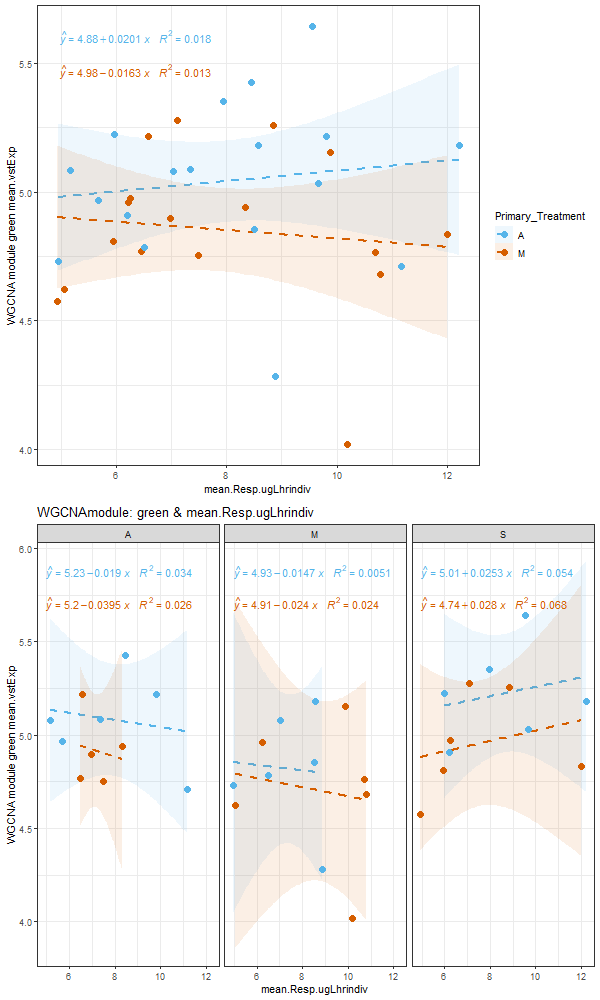 ŷ = 4.88 + 0.0201 x   R² = 0.018
ŷ = 4.98 − 0.0163 x   R² = 0.013
5.5
5.0
4.5
4.0
WGCNA module green mean.vstExp
6 8 10 12
mean.Resp.ugLhrindiv
Primary_Treatment
A
M
WGCNAmodule: green & mean.Resp.ugLhrindiv
A M S
ŷ = 5.23 − 0.019 x   R² = 0.034
ŷ = 5.2 − 0.0395 x   R² = 0.026
ŷ = 4.93 − 0.0147 x   R² = 0.0051
ŷ = 4.91 − 0.024 x   R² = 0.024
ŷ = 5.01 + 0.0253 x   R² = 0.054
ŷ = 4.74 + 0.028 x   R² = 0.068
6.0
5.5
5.0
4.5
4.0
WGCNA module green mean.vstExp
6 8 10 12 6 8 10 12 6 8 10 12
mean.Resp.ugLhrindiv